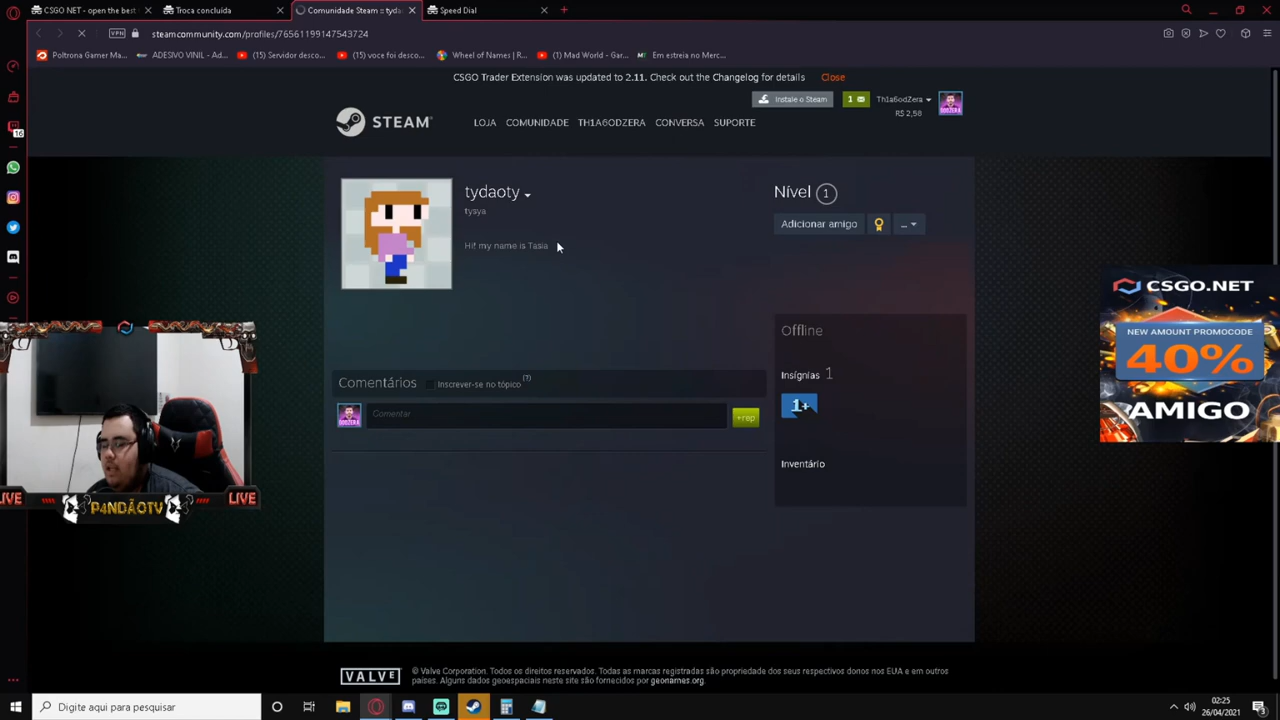 CSGO NET - open the best
Troca concluída
Comunidade Steam :: tyda
Speed Dial
VPN
steamcommunity.com/profiles/76561199147543724
Poltrona Gamer Ma...
ADESIVO VINIL - Ad...
(15) Servidor desco...
(15) voce foi desco...
Wheel of Names | R...
(1) Mad World - Gar...
Em estreia no Merc...
CSGO Trader Extension was updated to 2.11. Check out the Changelog for details
Close
Instale o Steam
1
Th1a6odZera
R$ 2,58
STEAM
LOJA
COMUNIDADE
TH1A6ODZERA
CONVERSA
SUPORTE
16
tydaoty
tysya
Hi! my name is Tasia
Nível 1
Adicionar amigo
...
Offline
Insígnias 1
1+
Inventário
Comentários
Inscrever-se no tópico
[?]
Comentar
+rep
CSGO.NET
NEW AMOUNT PROMOCODE
40%
AMIGO
LIVE
P4NDÃOTV
LIVE
VALVE
© Valve Corporation. Todos os direitos reservados. Todas as marcas registradas são propriedade dos seus respectivos donos nos EUA e em outros
países. Alguns dados geoespaciais neste site são fornecidos por geonames.org.
Digite aqui para pesquisar
02:25
26/04/2021
3